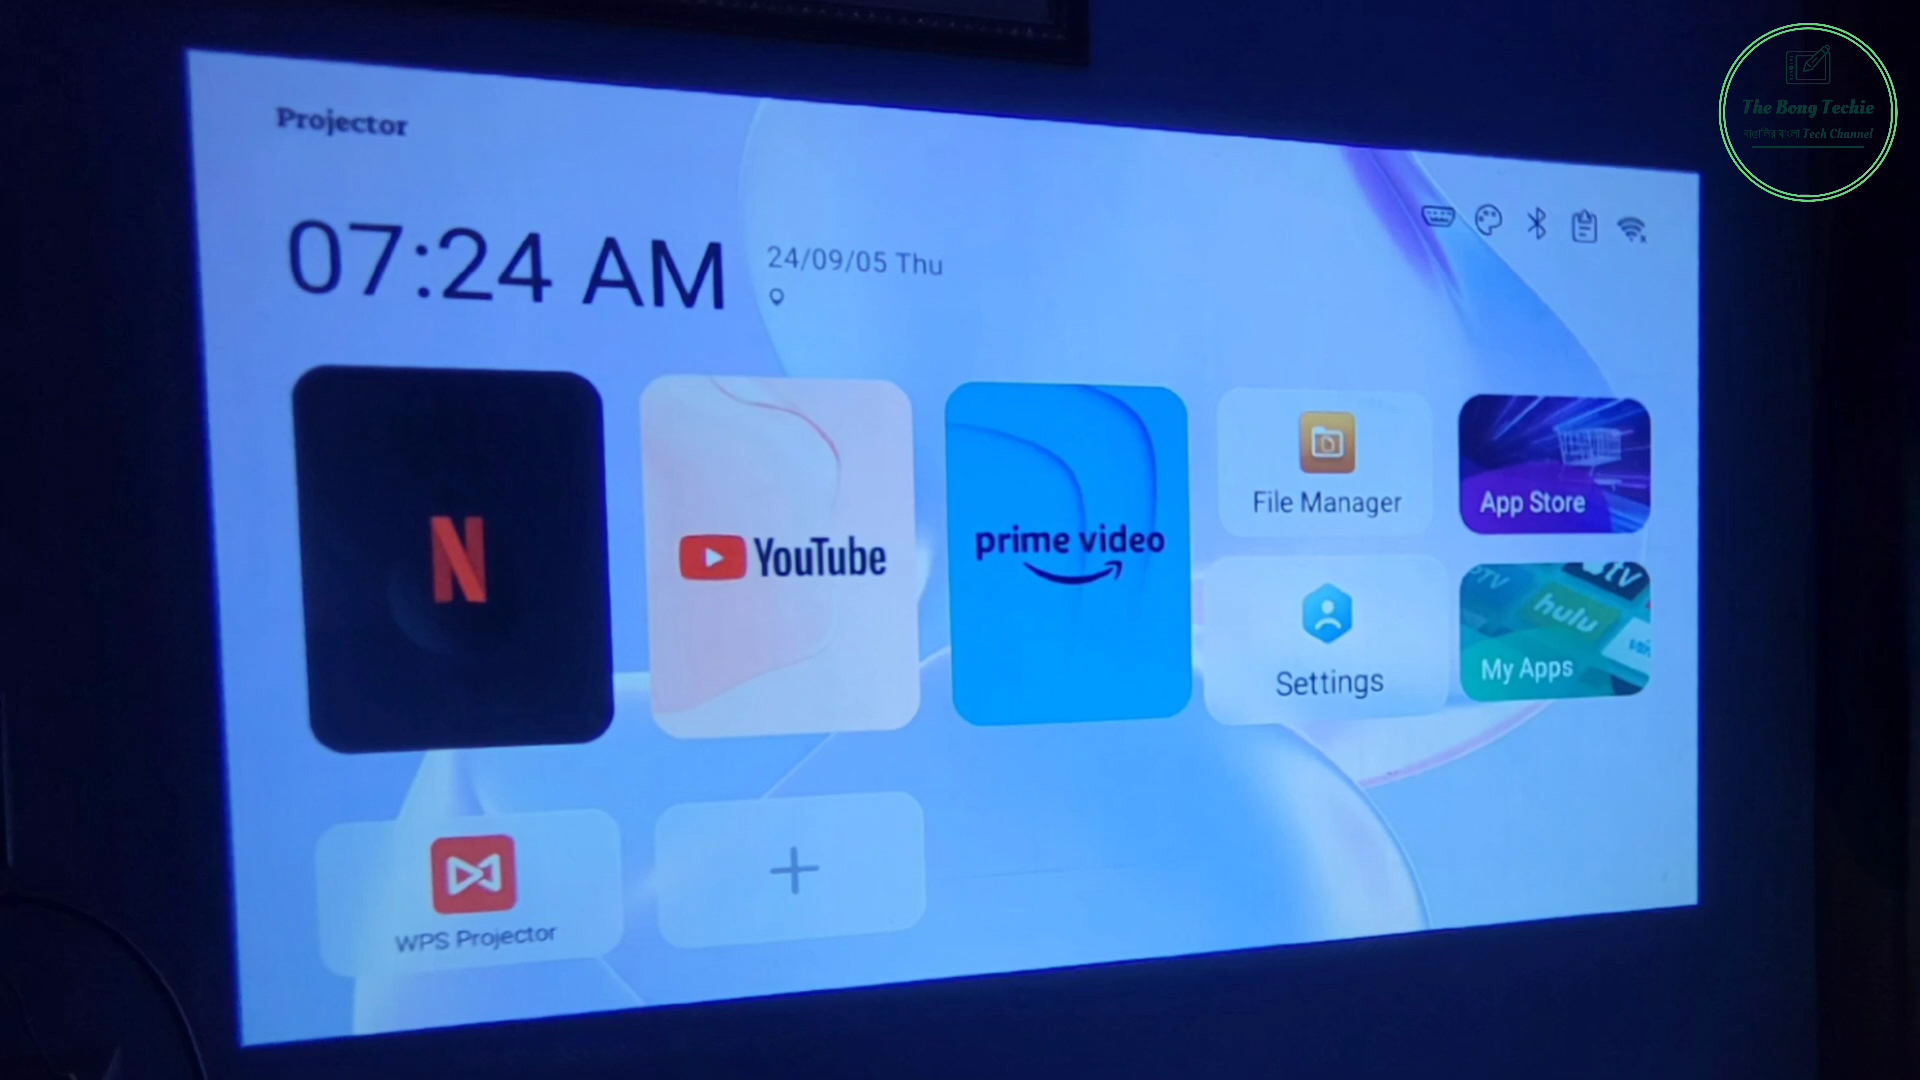 The Bong Techie
বাঙালির বাংলা Tech Channel
Projector
07:24 AM
24/09/05 Thu
N
YouTube
prime video
File Manager
App Store
Settings
hulu
My Apps
WPS Projector